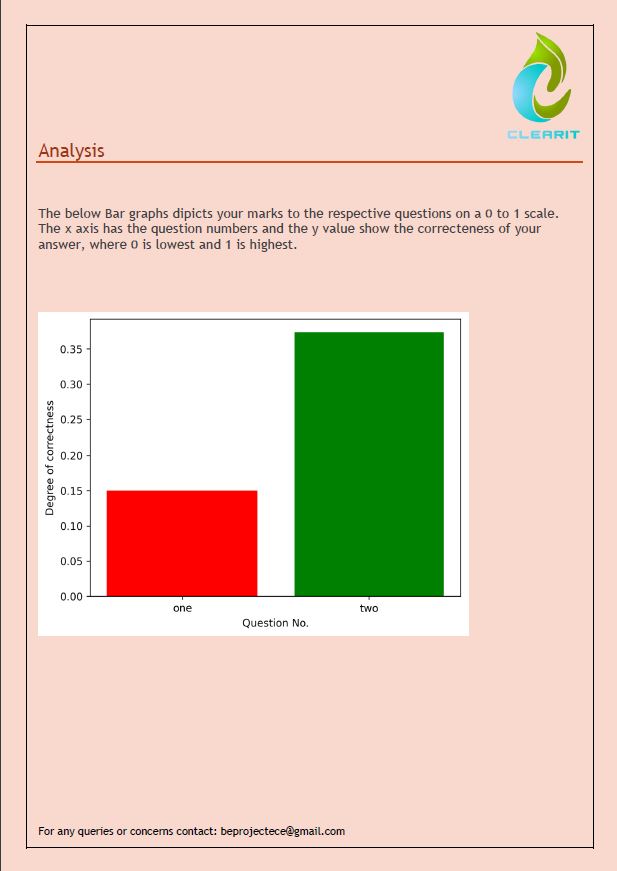 CLEARIT
Analysis
The below Bar graphs dipicts your marks to the respective questions on a 0 to 1 scale.
The x axis has the question numbers and the y value show the correcteness of your
answer, where 0 is lowest and 1 is highest.
0.35
0.30
0.25
0.20
0.15
0.10
0.05
0.00
Degree of correctness
one two
Question No.
For any queries or concerns contact: beprojectece@gmail.com